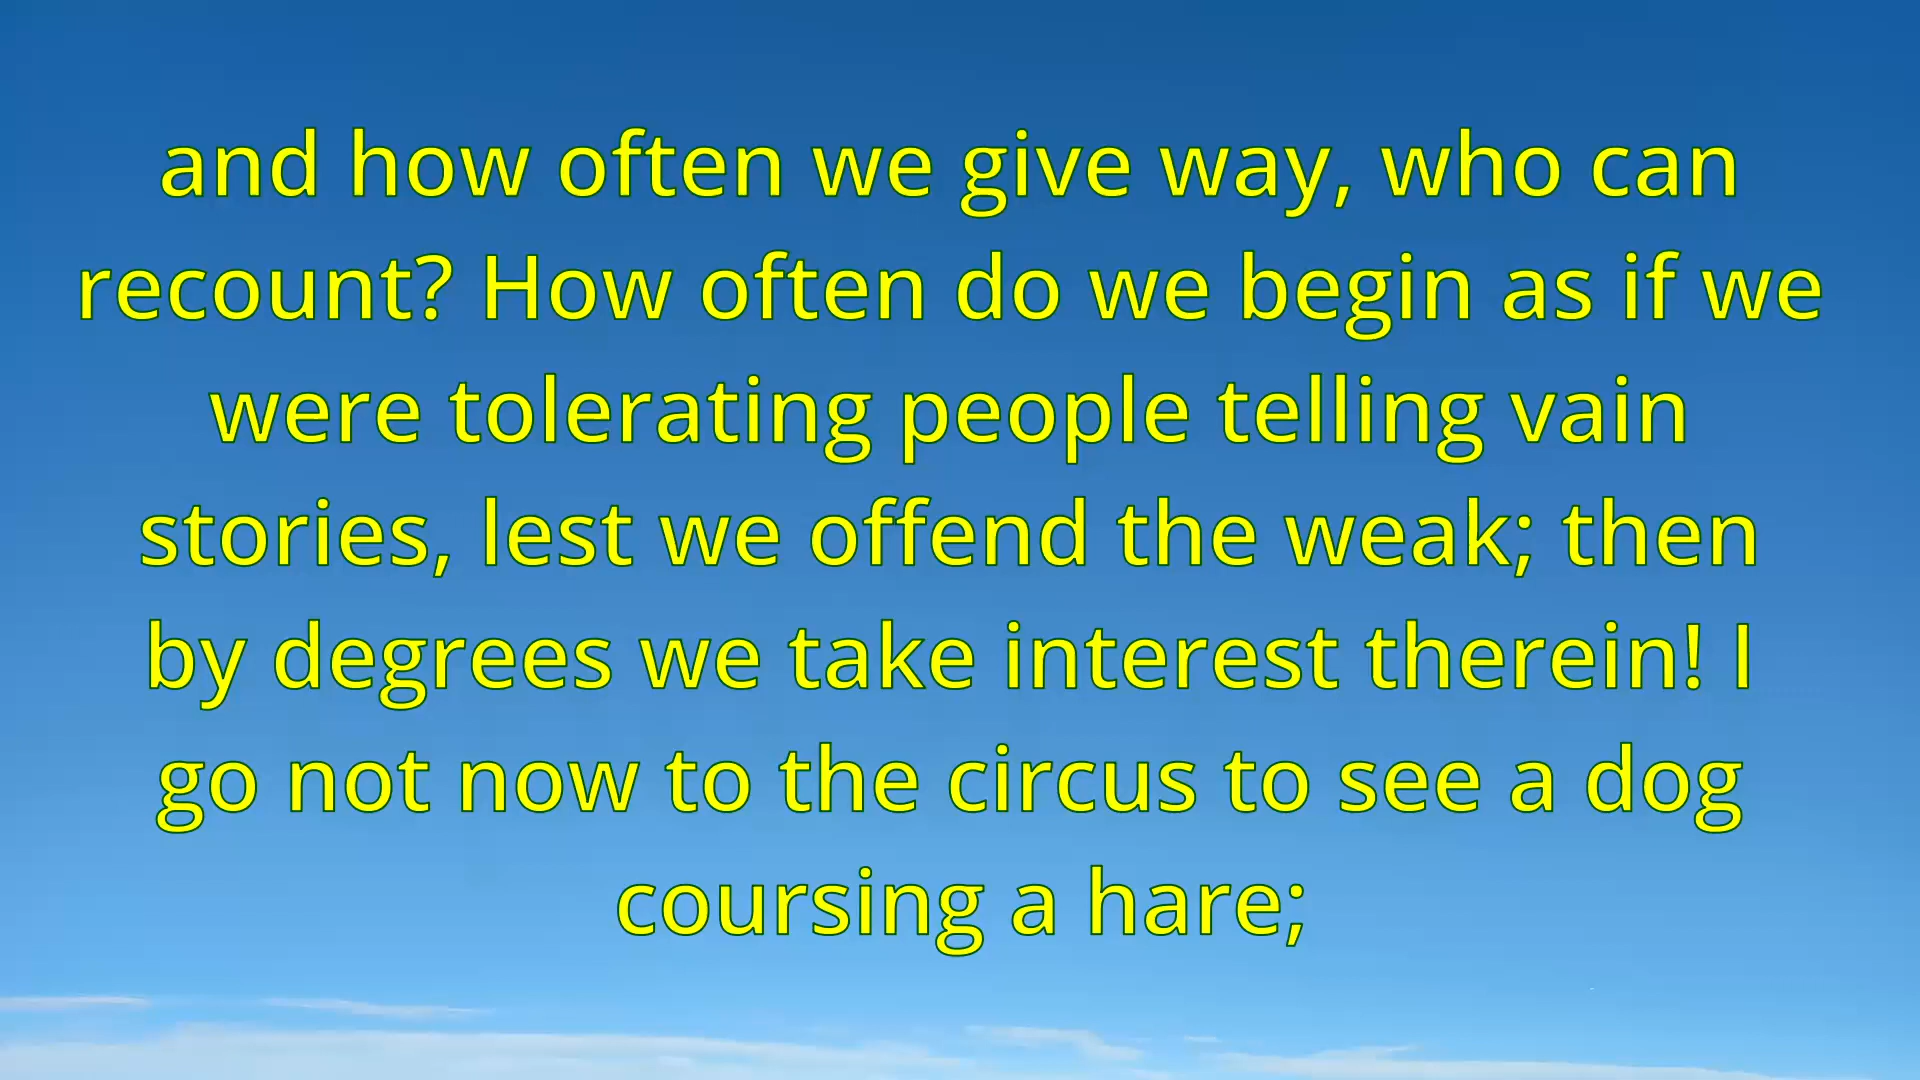 and how often we give way, who can
recount? How often do we begin as if we
were tolerating people telling vain
stories, lest we offend the weak; then
by degrees we take interest therein! I
go not now to the circus to see a dog
coursing a hare;